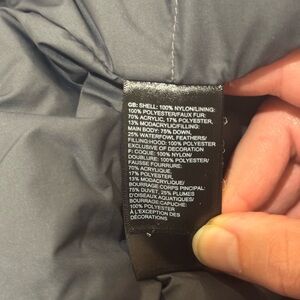 GB: SHELL: 100% NYLON/LINING:
100% POLYESTER/FAUX FUR:
70% ACRYLIC, 17% POLYESTER,
13% MODACRYLIC/FILLING:
MAIN BODY: 75% DOWN,
25% WATERFOWL FEATHERS/
FILLING/HOOD: 100% POLYESTER
EXCLUSIVE OF DECORATION
F: COQUE: 100% NYLON/
DOUBLURE: 100% POLYESTER/
FAUSSE FOURRURE:
70% ACRYLIQUE,
17% POLYESTER,
13% MODACRYLIQUE/
BOURRAGE CORPS PINCIPAL:
75% DUVET, 25% PLUMES
D'OISEAUX AQUATIQUES/
BOURRAGE CAPUCHE:
100% POLYESTER
À L'EXCEPTION DES
DÉCORATIONS